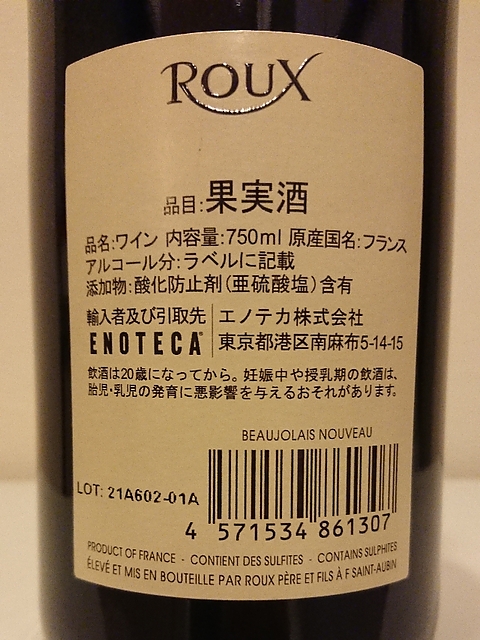 ROUX
品目:果実酒
品名:ワイン 内容量:750ml 原産国名:フランス
アルコール分:ラベルに記載
添加物:酸化防止剤(亜硫酸塩)含有
輸入者及び引取先
ENOTECA®
エノテカ株式会社
東京都港区南麻布5-14-15
飲酒は20歳になってから。妊娠中や授乳期の飲酒は、
胎児・乳児の発育に悪影響を与えるおそれがあります。
BEAUJOLAIS NOUVEAU
LOT: 21A602-01A
4 571534 861307
PRODUCT OF FRANCE - CONTIENT DES SULFITES - CONTAINS SULPHITES
ÉLEVÉ ET MIS EN BOUTEILLE PAR ROUX PÈRE ET FILS À F SAINT-AUBIN